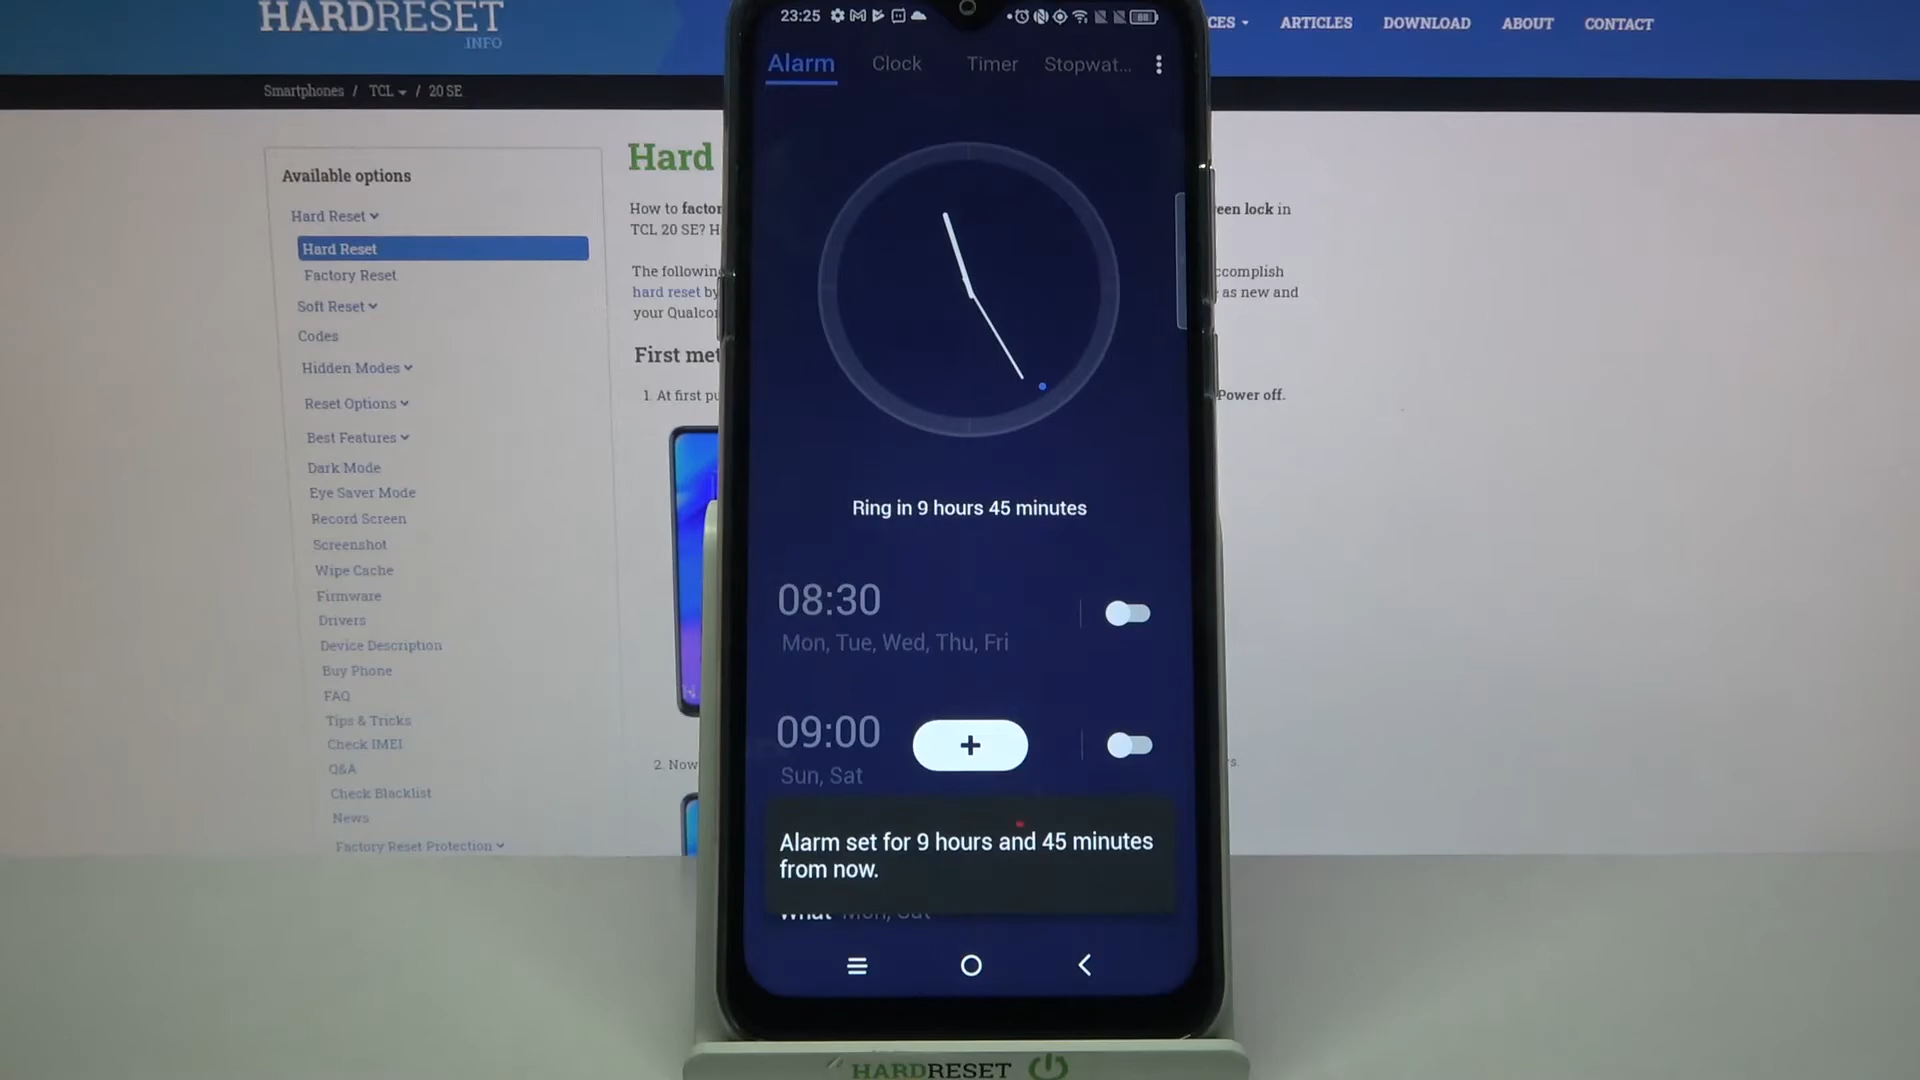 HARDRESET
.INFO
CES
ARTICLES
DOWNLOAD
ABOUT
CONTACT
Smartphones / TCL / 20 SE
Available options
Hard Reset
Hard Reset
Factory Reset
Soft Reset
Codes
Hidden Modes
Reset Options
Best Features
Dark Mode
Eye Saver Mode
Record Screen
Screenshot
Wipe Cache
Firmware
Drivers
Device Description
Buy Phone
FAQ
Tips & Tricks
Check IMEI
Q&A
Check Blacklist
News
Factory Reset Protection
Hard
How to factor
een lock in
TCL 20 SE? H
The following
ccomplish
hard reset by
as new and
your Qualco
First met
1. At first pu
Power off.
2. Now
s.
23:25
88
Alarm Clock Timer Stopwat...
Ring in 9 hours 45 minutes
08:30
Mon, Tue, Wed, Thu, Fri
09:00
+
Sun, Sat
Alarm set for 9 hours and 45 minutes
from now.
What Mon, Sat
HARDRESET